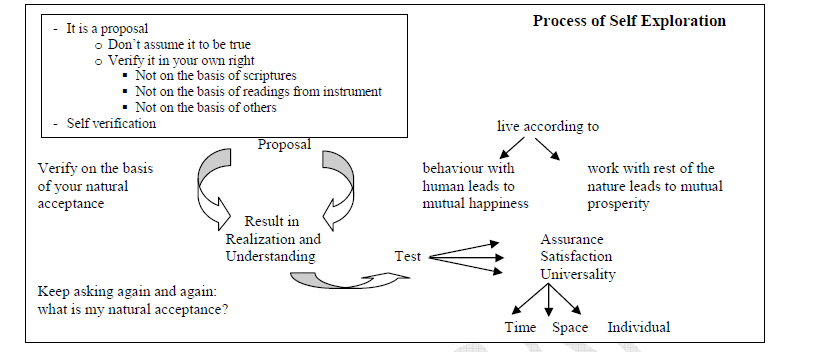 Process of Self Exploration
- It is a proposal
o Don't assume it to be true
o Verify it in your own right
▪ Not on the basis of scriptures
▪ Not on the basis of readings from instrument
▪ Not on the basis of others
- Self verification
Proposal
Verify on the basis
of your natural
acceptance
live according to
behaviour with
human leads to
mutual happiness
work with rest of the
nature leads to mutual
prosperity
Result in
Realization and
Understanding
Test
Assurance
Satisfaction
Universality
Keep asking again and again:
what is my natural acceptance?
Time Space Individual